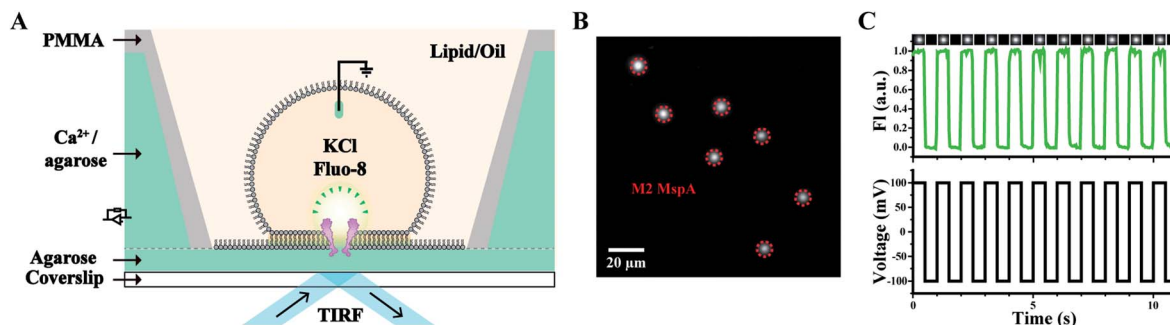 A
PMMA
Lipid/Oil
KCl
Fluo-8
Ca²⁺/
agarose
Agarose
Coverslip
TIRF
B
M2 MspA
20 μm
C
Fl (a.u.)
1.0
0.8
0.6
0.4
0.2
0.0
Voltage (mV)
100
50
0
-50
-100
0
5
10
Time (s)